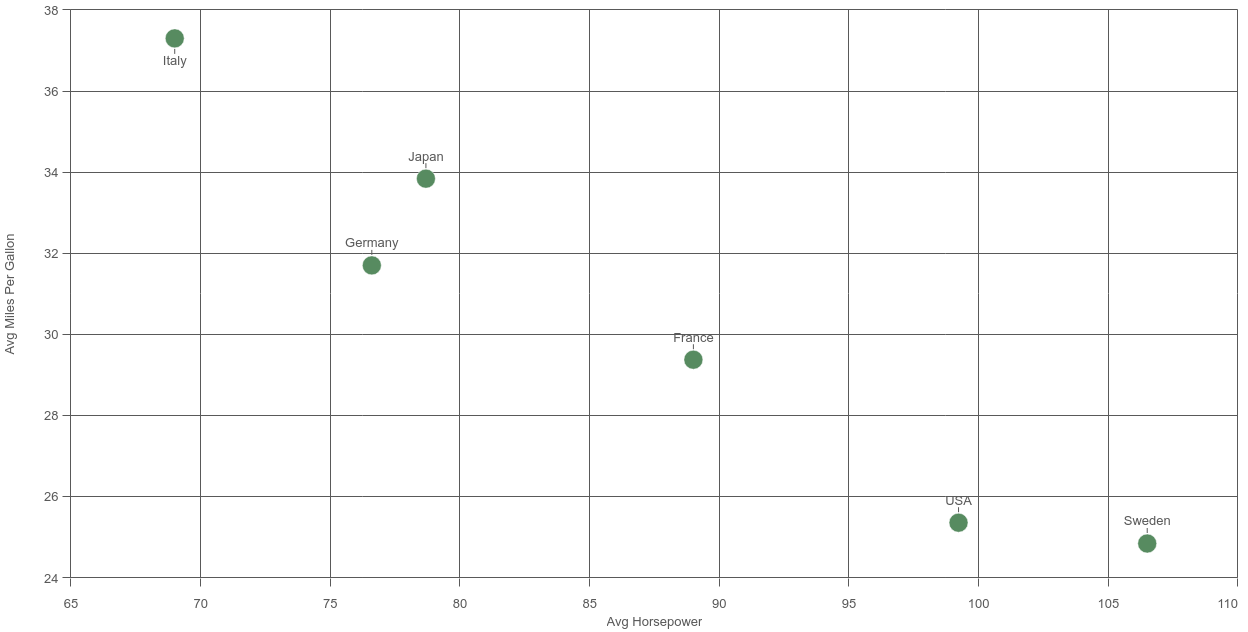 38
Italy
36
Japan
34
Germany
32
France
30
28
USA
26
Sweden
24
Avg Miles Per Gallon
65 70 75 80 85 90 95 100 105 110
Avg Horsepower